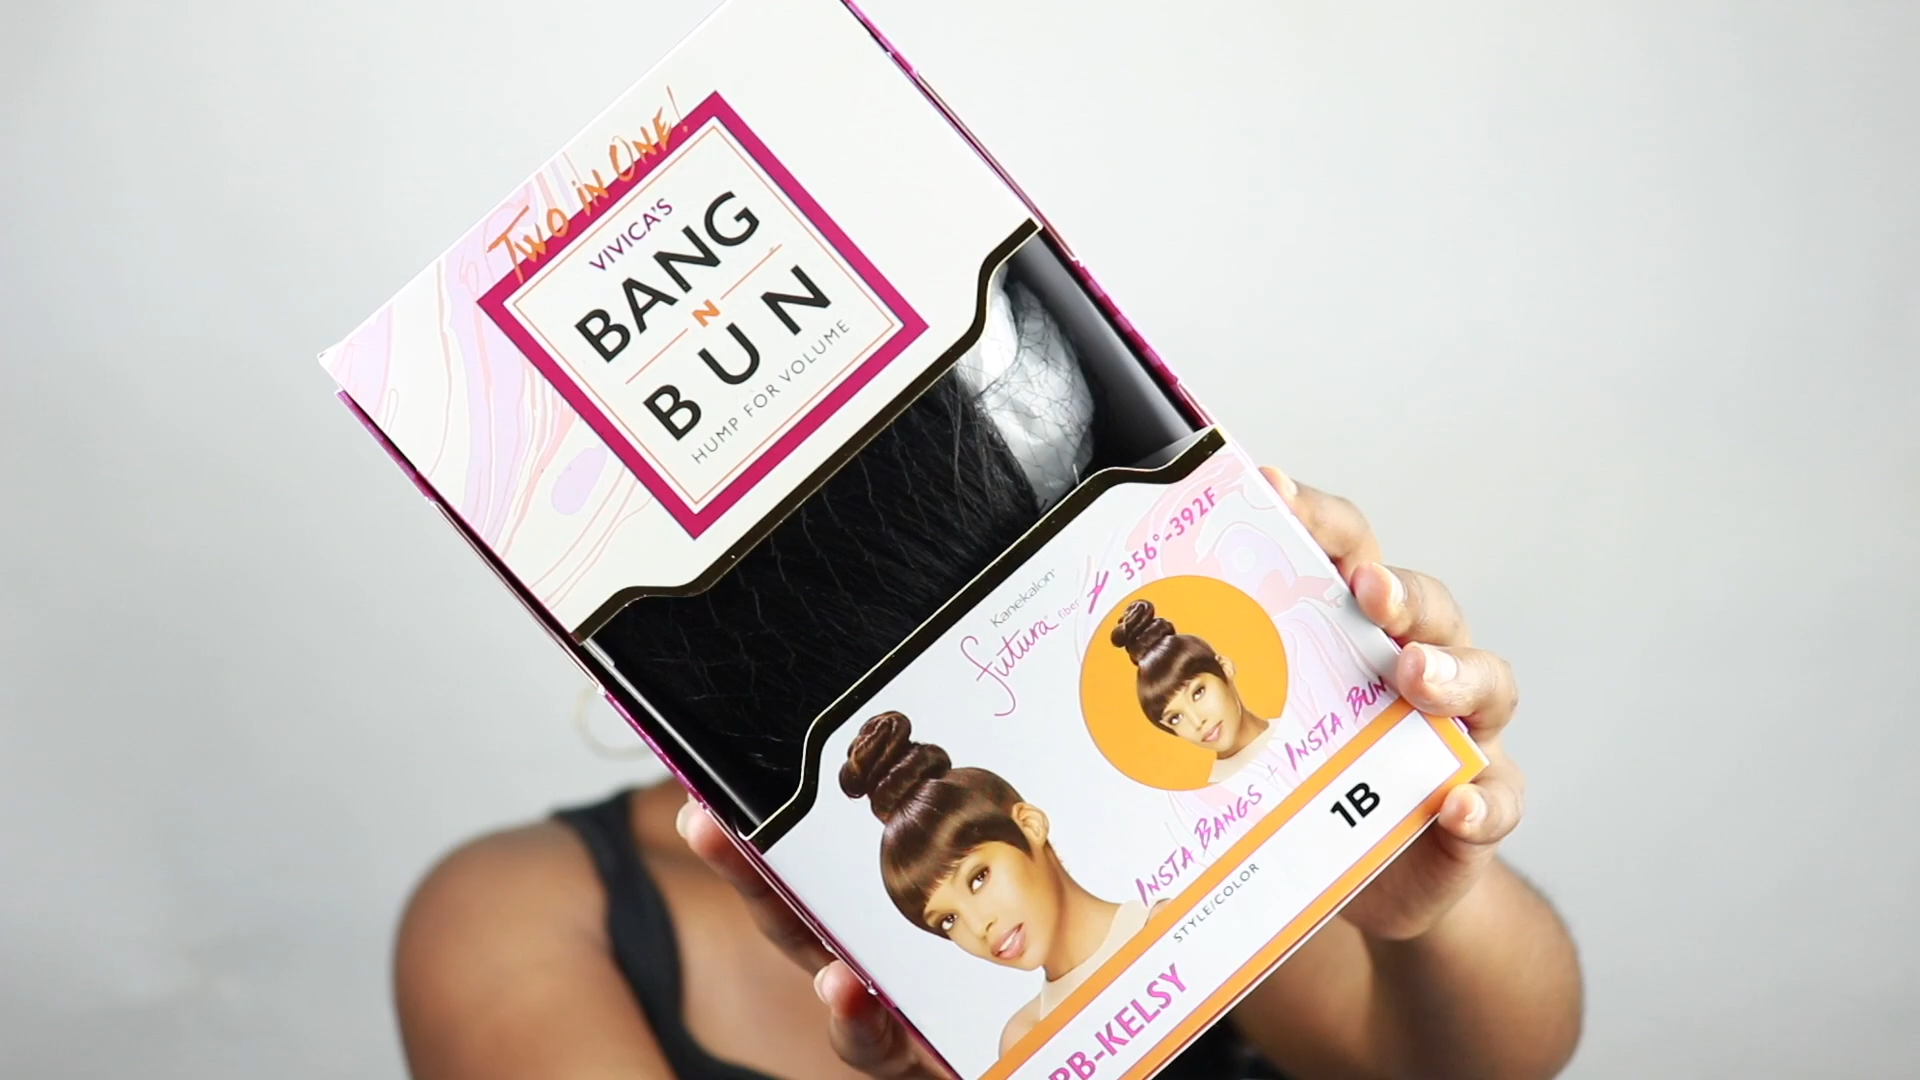 TWO IN ONE!
VIVICA'S
BANG
N
BUN
HUMP FOR VOLUME
Kanekalon
futura fiber 356°-392F
INSTA BANGS + INSTA BUN
STYLE/COLOR
PB-KELSY 1B